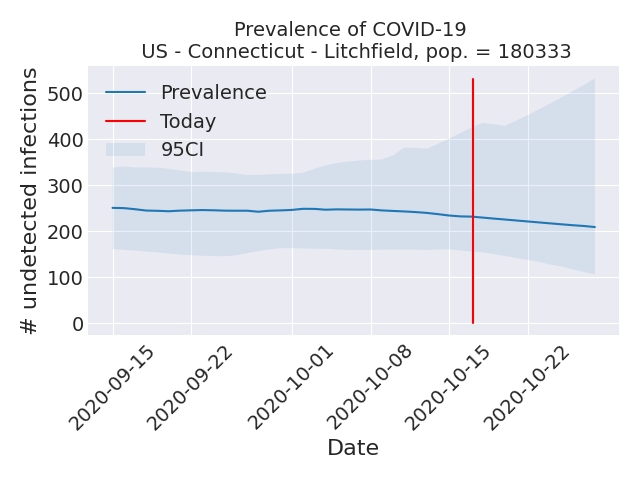 Prevalence of COVID-19
US - Connecticut - Litchfield, pop. = 180333
# undetected infections
500
400
300
200
100
0
Prevalence
Today
95CI
2020-09-15
2020-09-22
2020-10-01
2020-10-08
2020-10-15
2020-10-22
Date